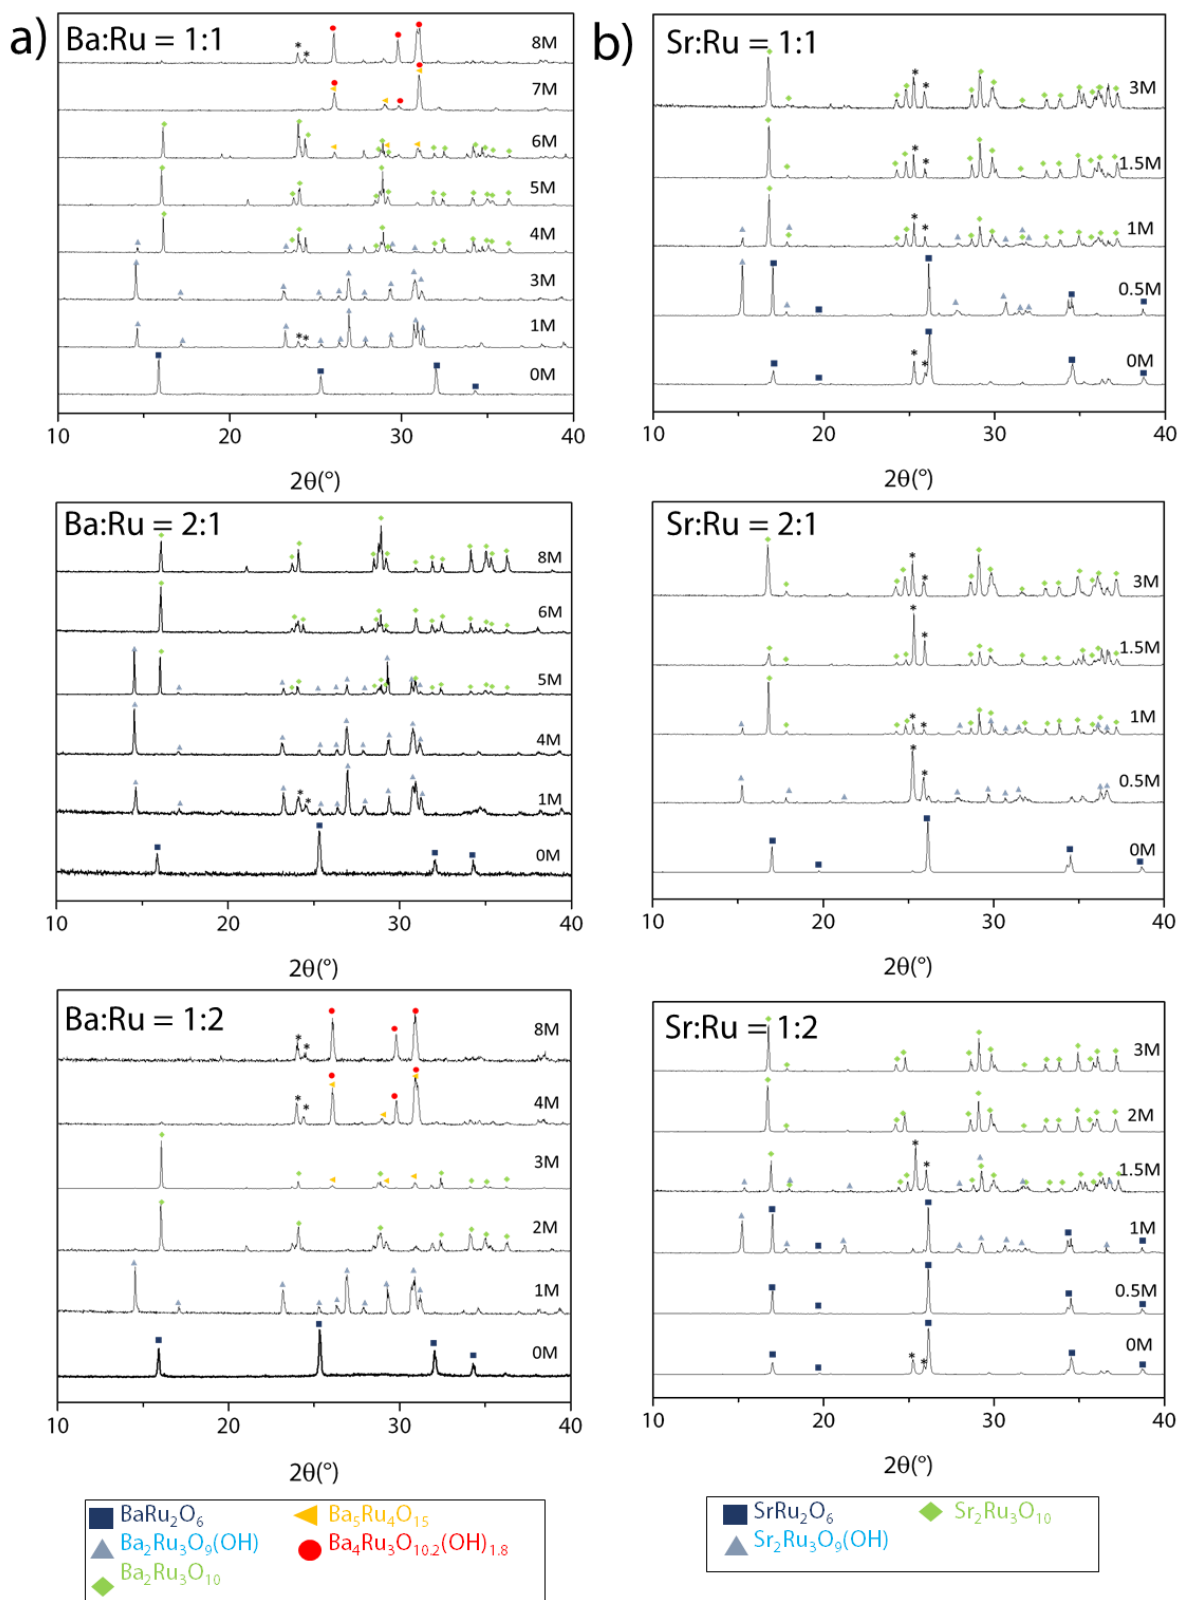 a)
Ba:Ru = 1:1
8M
7M
6M
5M
4M
3M
1M
0M
10 20 30 40
2θ(°)
Ba:Ru = 2:1
8M
6M
5M
4M
1M
0M
10 20 30 40
2θ(°)
Ba:Ru = 1:2
8M
4M
3M
2M
1M
0M
10 20 30 40
2θ(°)
BaRu₂O₆
Ba₅Ru₄O₁₅
Ba₂Ru₃O₉(OH)
Ba₄Ru₃O₁₀.₂(OH)₁.₈
Ba₂Ru₃O₁₀
b)
Sr:Ru = 1:1
3M
1.5M
1M
0.5M
0M
10 20 30 40
2θ(°)
Sr:Ru = 2:1
3M
1.5M
1M
0.5M
0M
10 20 30 40
2θ(°)
Sr:Ru = 1:2
3M
2M
1.5M
1M
0.5M
0M
10 20 30 40
2θ(°)
SrRu₂O₆
Sr₂Ru₃O₁₀
Sr₂Ru₃O₉(OH)